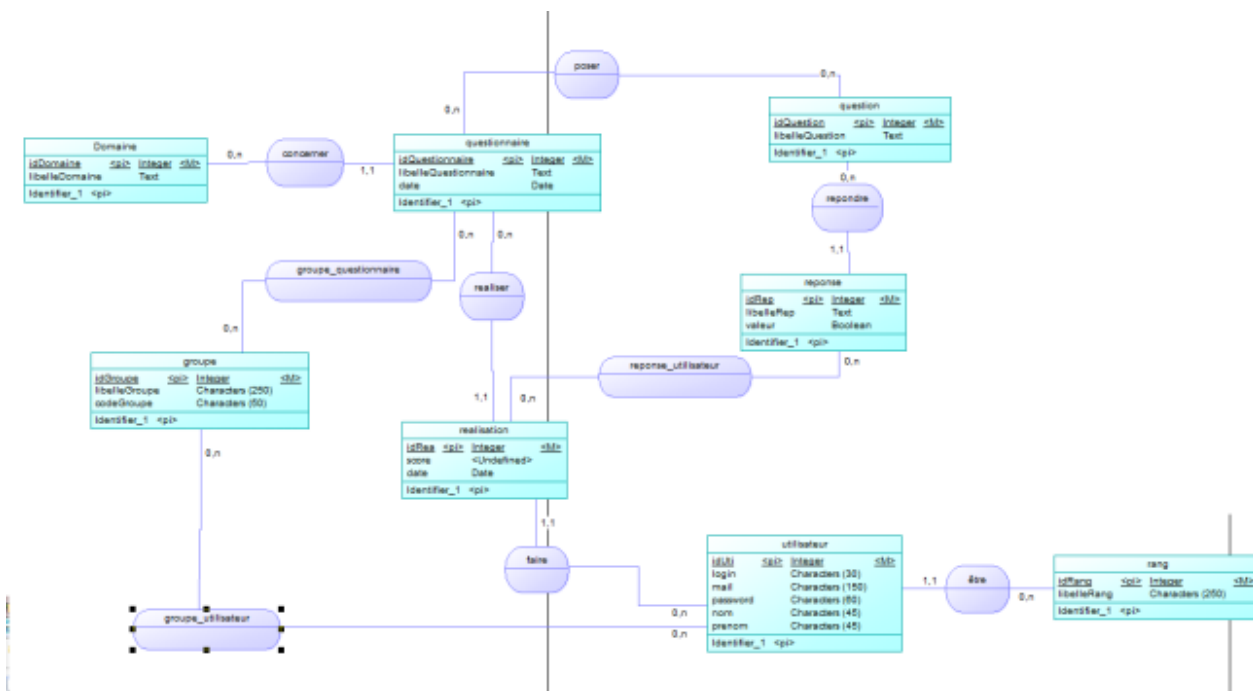 poser
0,n
0,n
question
idQuestion <pi> Integer <M>
libelleQuestion Text
Identifier_1 <pi>
Domaine
idDomaine <pi> Integer <M>
libelleDomaine Text
Identifier_1 <pi>
0,n
concerner
1,1
questionnaire
idQuestionnaire <pi> Integer <M>
libelleQuestionnaire Text
date Date
Identifier_1 <pi>
0,n
repondre
1,1
0,n
0,n
groupe_questionnaire
realiser
reponse
idRep <pi> Integer <M>
libelleRep Text
valeur Boolean
Identifier_1 <pi>
0,n
0,n
reponse_utilisateur
groupe
idGroupe <pi> Integer <M>
libelleGroupe Characters (250)
codeGroupe Characters (50)
Identifier_1 <pi>
1,1
0,n
realisation
idRea <pi> Integer <M>
score <Undefined>
date Date
Identifier_1 <pi>
0,n
1,1
faire
utilisateur
idUti <pi> Integer <M>
login Characters (30)
mail Characters (150)
password Characters (60)
nom Characters (45)
prenom Characters (45)
Identifier_1 <pi>
1,1
être
0,n
rang
idRang <pi> Integer <M>
libelleRang Characters (250)
Identifier_1 <pi>
groupe_utilisateur
0,n
0,n